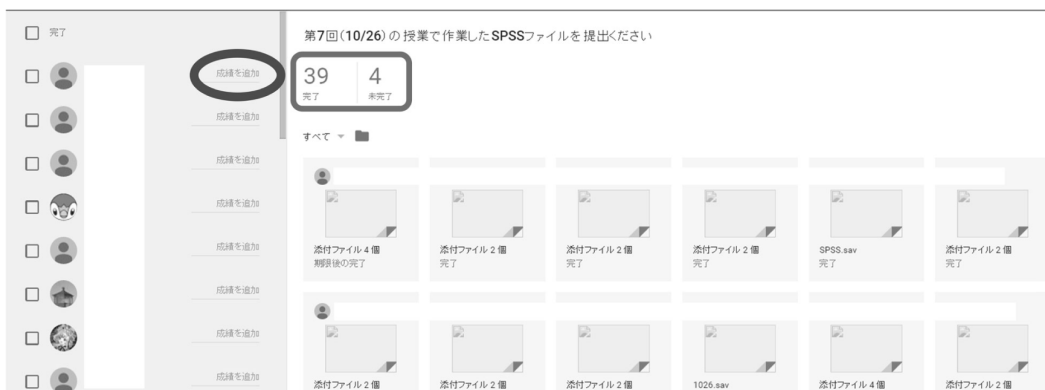 完了
成績を追加
成績を追加
成績を追加
成績を追加
成績を追加
成績を追加
成績を追加
成績を追加
第7回(10/26)の授業で作業したSPSSファイルを提出ください
39 4
完了 未完了
すべて
添付ファイル 4 個 添付ファイル 2 個 添付ファイル 2 個 添付ファイル 2 個 SPSS.sav 添付ファイル 2 個
期限後の完了 完了 完了 完了 完了 完了
添付ファイル 2 個 添付ファイル 2 個 添付ファイル 2 個 1026.sav 添付ファイル 4 個 添付ファイル 2 個